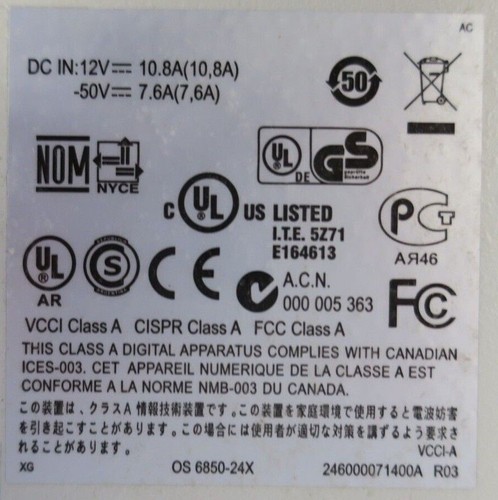 AC
DC IN:12V⎓ 10.8A(10,8A)
-50V⎓ 7.6A(7,6A)
50
NOM
NYCE
UL
DE
GS
geprüfte
Sicherheit
C UL US LISTED
I.T.E. 5Z71
E164613
PCT
АЯ46
UL
AR
S
CE
A.C.N.
000 005 363
FC
VCCI Class A CISPR Class A FCC Class A
THIS CLASS A DIGITAL APPARATUS COMPLIES WITH CANADIAN
ICES-003. CET APPAREIL NUMERIQUE DE LA CLASSE A EST
CONFORME A LA NORME NMB-003 DU CANADA.
この装置は、クラスA 情報技術装置です。この装置を家庭環境で使用すると電波妨害
を引き起こすことがあります。この場合には使用者が適切な対策を講ずるよう要求さ
れることがあります。
VCCI-A
XG OS 6850-24X 246000071400A R03